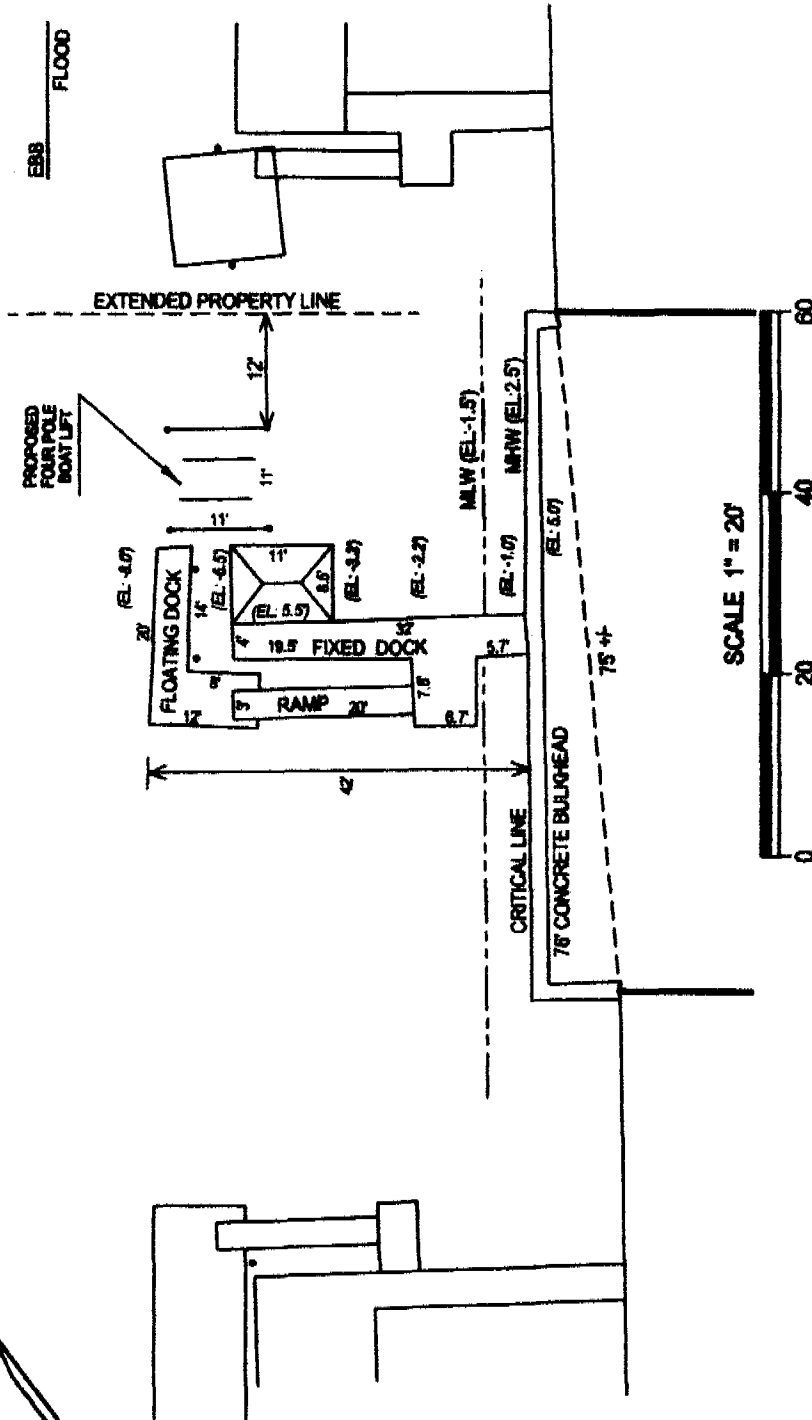 EBB
FLOOD
EXTENDED PROPERTY LINE
PROPOSED
FOUR POLE
BOAT LIFT
12'
11'
11'
(EL: -8.0')
20'
FLOATING DOCK
14'
(EL: -6.5')
11'
8.5'
(EL: -3.3')
(EL: 5.5')
4'
19.5'
FIXED DOCK
(EL: -2.2')
12'
3'
RAMP
20'
7.8'
6.7'
5.7'
42'
MLW (EL:-1.5')
MHW (EL:2.5')
(EL: -1.0')
(EL: 5.0')
CRITICAL LINE
76' CONCRETE BULKHEAD
75' +/-
SCALE 1" = 20'
0
20
40
60